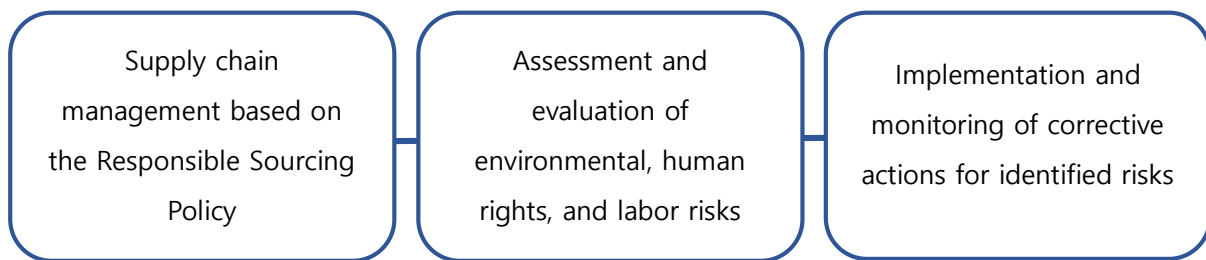 Supply chain
management based on
the Responsible Sourcing
Policy
Assessment and
evaluation of
environmental, human
rights, and labor risks
Implementation and
monitoring of corrective
actions for identified risks